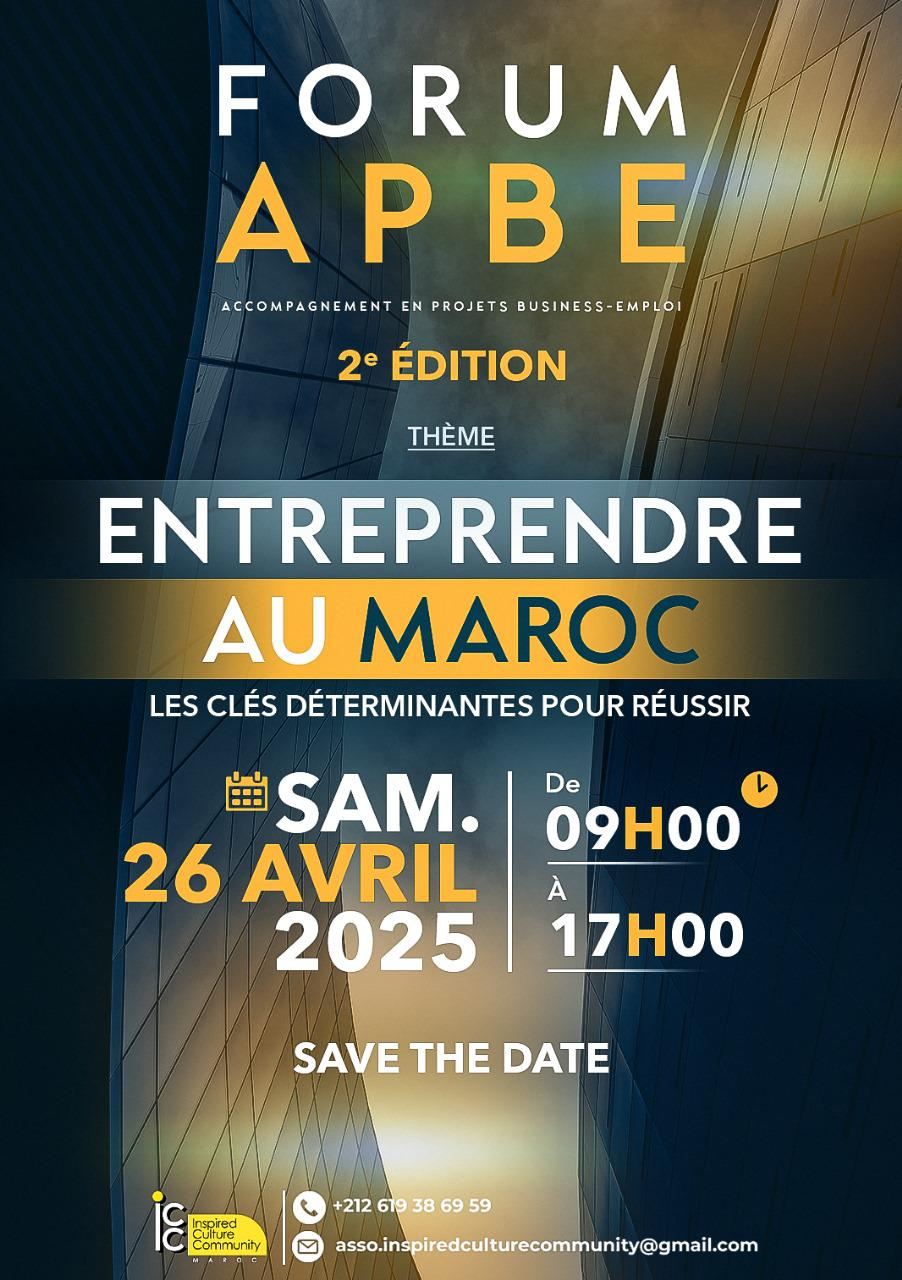 FORUM
APBE
ACCOMPAGNEMENT EN PROJETS BUSINESS-EMPLOI
2e ÉDITION
THÈME
ENTREPRENDRE
AU MAROC
LES CLÉS DÉTERMINANTES POUR RÉUSSIR
SAM.
26 AVRIL
2025
De
09H00
À
17H00
SAVE THE DATE
iCC
Inspired
Culture
Community
MAROC
+212 619 38 69 59
asso.inspiredculturecommunity@gmail.com